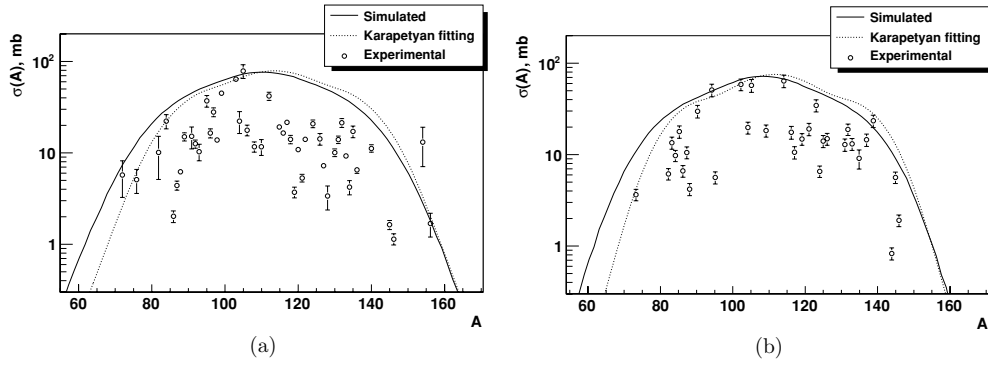 Simulated
Karapetyan fitting
Experimental
σ(A), mb
10²
10
1
60 80 100 120 140 160
A
(a)
Simulated
Karapetyan fitting
Experimental
σ(A), mb
10²
10
1
60 80 100 120 140 160
A
(b)